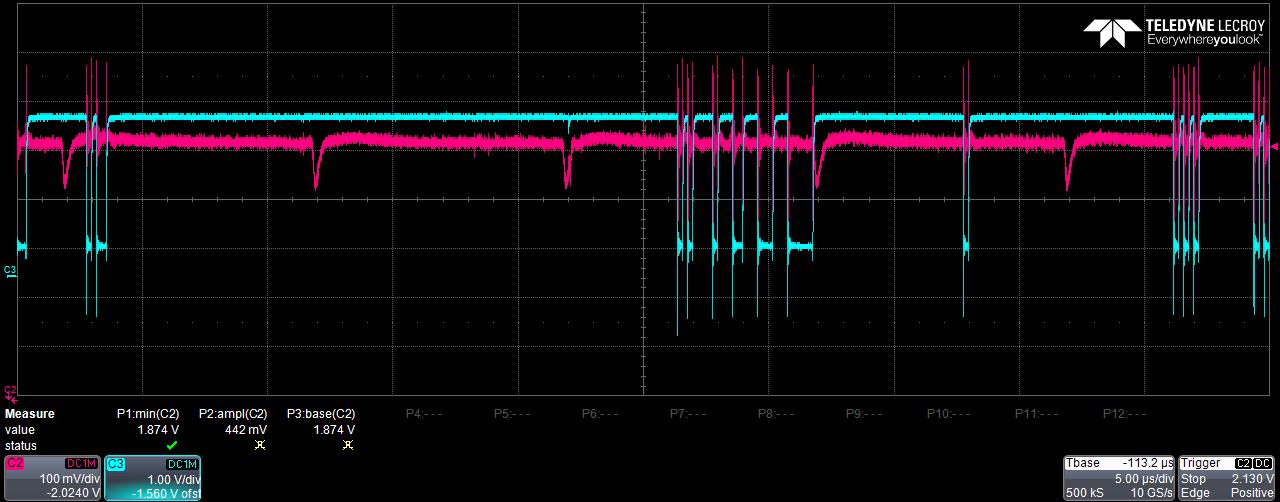 TELEDYNE LECROY
Everywhereyoulook™
C3
C2
Measure P1:min(C2) P2:ampl(C2) P3:base(C2) P4:--- P5:--- P6:--- P7:--- P8:--- P9:--- P10:--- P11:--- P12:---
value 1.874 V 442 mV 1.874 V
status
C2 DC1M
100 mV/div
-2.0240 V
C3 DC1M
1.00 V/div
-1.560 V ofst
Tbase -113.2 µs
5.00 µs/div
500 kS 10 GS/s
Trigger C2 DC
Stop 2.130 V
Edge Positive